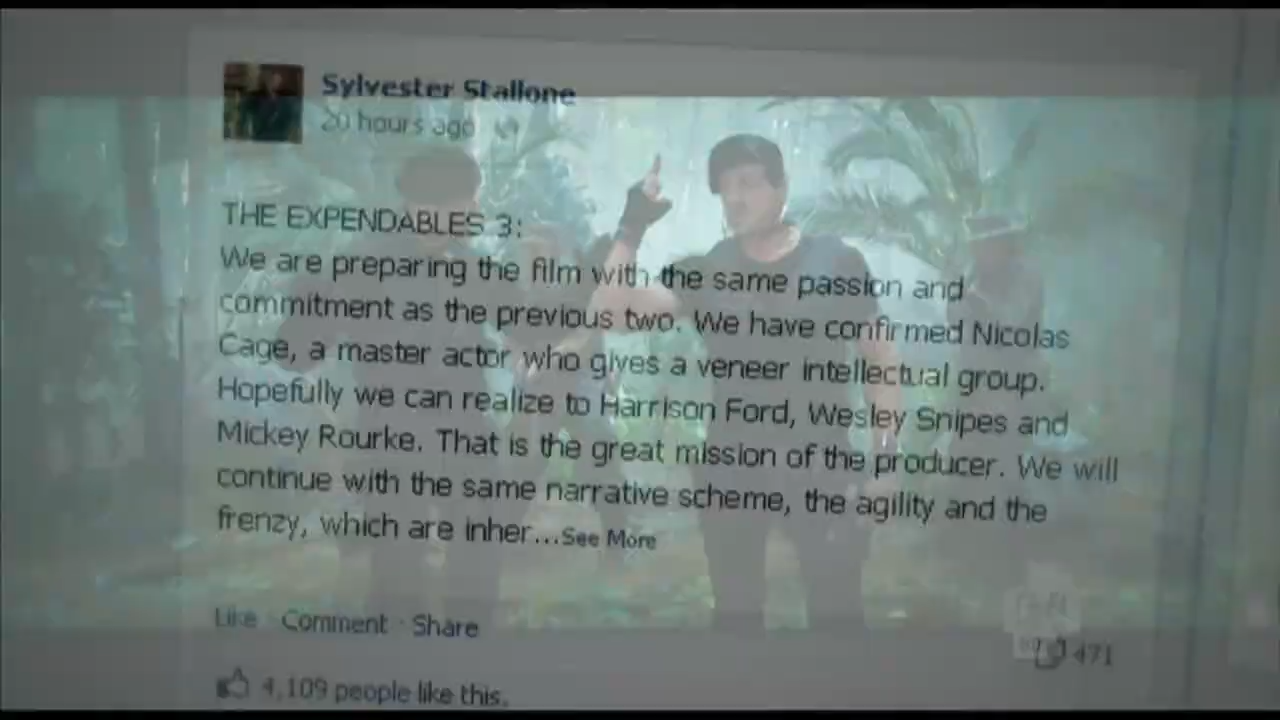 Sylvester Stallone
20 hours ago
THE EXPENDABLES 3:
We are preparing the film with the same passion and
commitment as the previous two. We have confirmed Nicolas
Cage, a master actor who gives a veneer intellectual group.
Hopefully we can realize to Harrison Ford, Wesley Snipes and
Mickey Rourke. That is the great mission of the producer. We will
continue with the same narrative scheme, the agility and the
frenzy, which are inher...See More
Like · Comment · Share
471
4,109 people like this.